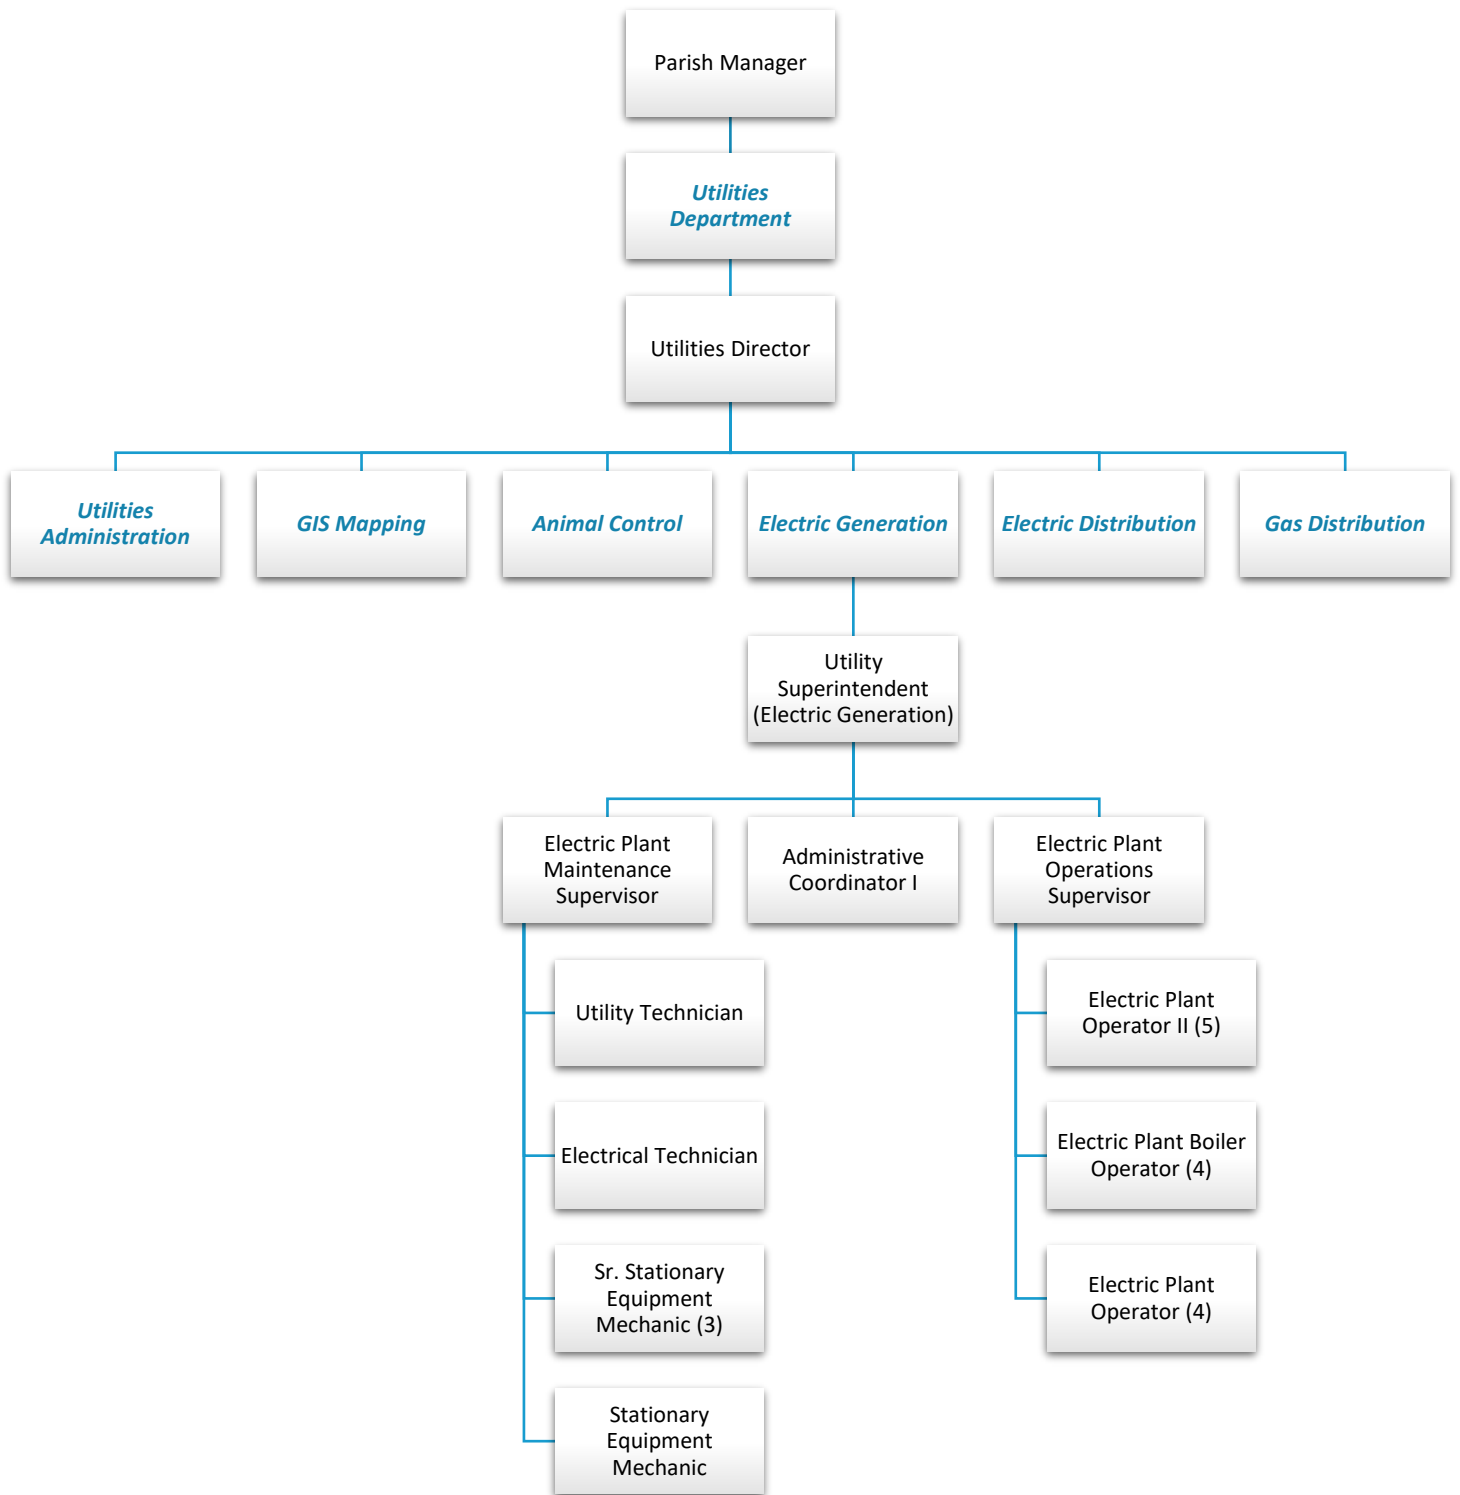 Parish Manager
Utilities
Department
Utilities Director
Utilities
Administration
GIS Mapping
Animal Control
Electric Generation
Electric Distribution
Gas Distribution
Utility
Superintendent
(Electric Generation)
Electric Plant
Maintenance
Supervisor
Administrative
Coordinator I
Electric Plant
Operations
Supervisor
Utility Technician
Electrical Technician
Sr. Stationary
Equipment
Mechanic (3)
Stationary
Equipment
Mechanic
Electric Plant
Operator II (5)
Electric Plant Boiler
Operator (4)
Electric Plant
Operator (4)